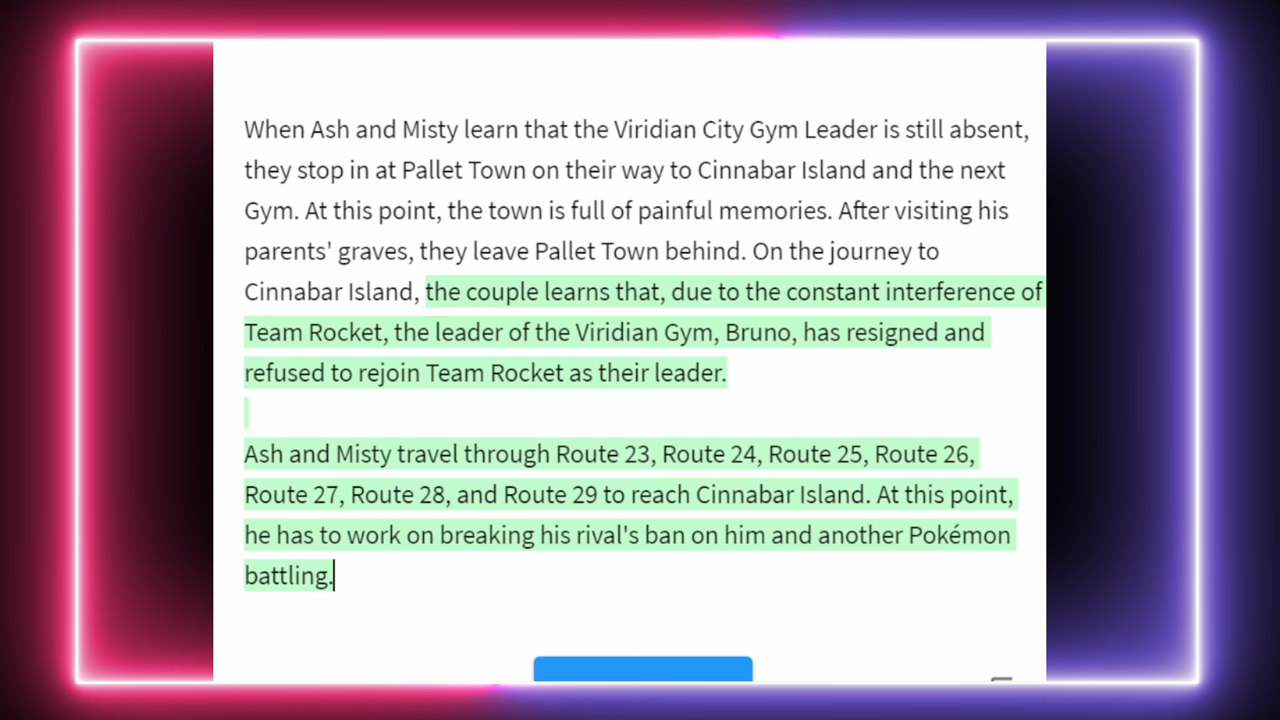 When Ash and Misty learn that the Viridian City Gym Leader is still absent,
they stop in at Pallet Town on their way to Cinnabar Island and the next
Gym. At this point, the town is full of painful memories. After visiting his
parents' graves, they leave Pallet Town behind. On the journey to
Cinnabar Island, the couple learns that, due to the constant interference of
Team Rocket, the leader of the Viridian Gym, Bruno, has resigned and
refused to rejoin Team Rocket as their leader.
Ash and Misty travel through Route 23, Route 24, Route 25, Route 26,
Route 27, Route 28, and Route 29 to reach Cinnabar Island. At this point,
he has to work on breaking his rival's ban on him and another Pokémon
battling.